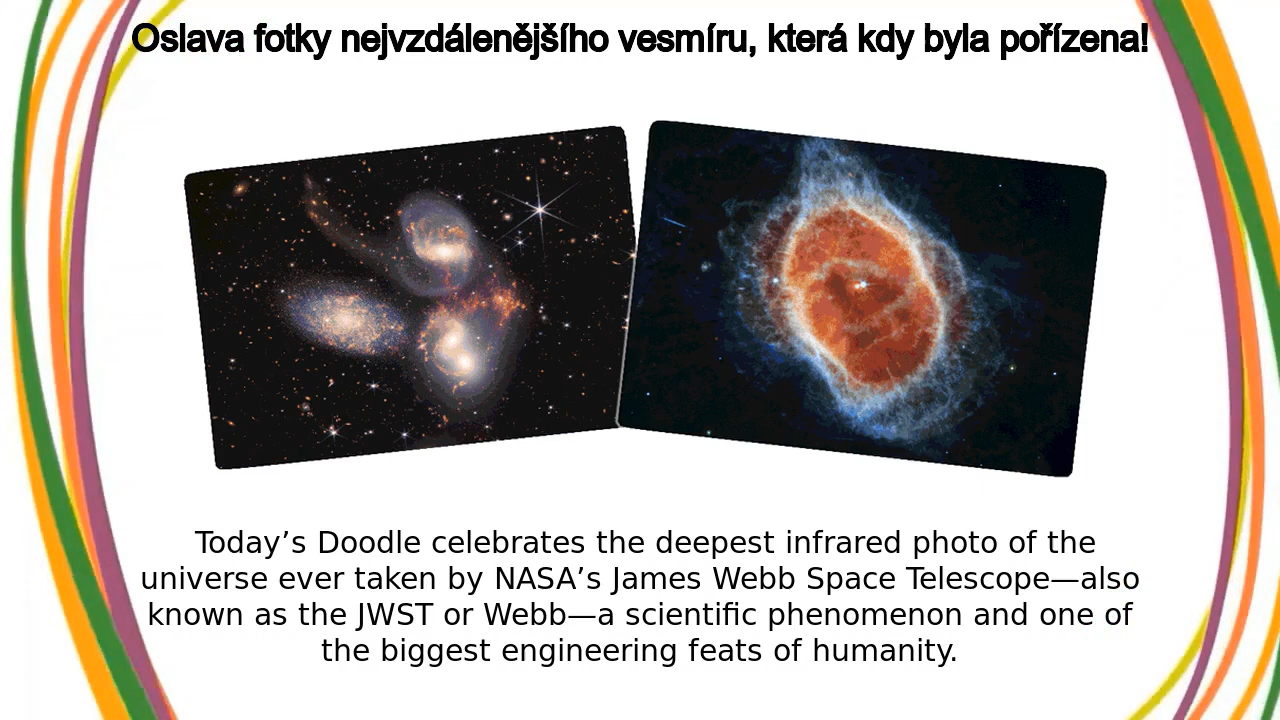 Oslava fotky nejvzdálenějšího vesmíru, která kdy byla pořízena!
Today’s Doodle celebrates the deepest infrared photo of the
universe ever taken by NASA’s James Webb Space Telescope—also
known as the JWST or Webb—a scientific phenomenon and one of
the biggest engineering feats of humanity.